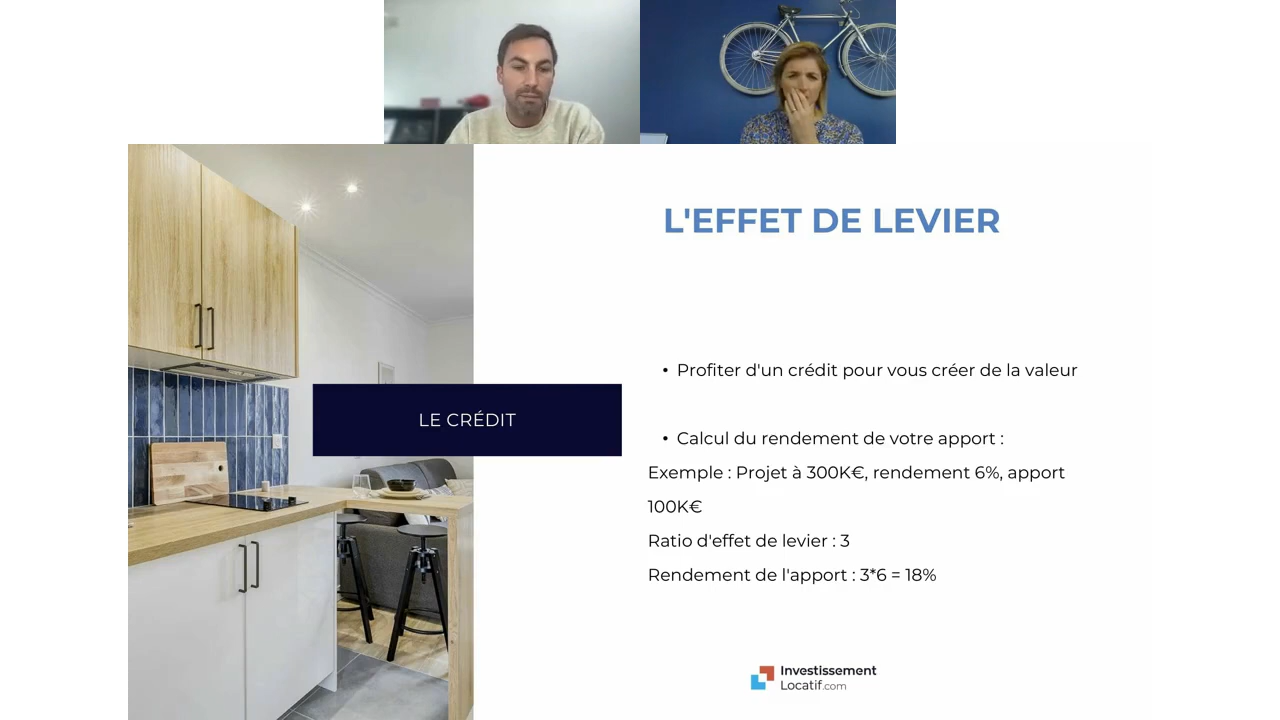 L'EFFET DE LEVIER
• Profiter d'un crédit pour vous créer de la valeur
LE CRÉDIT
• Calcul du rendement de votre apport :
Exemple : Projet à 300K€, rendement 6%, apport
100K€
Ratio d'effet de levier : 3
Rendement de l'apport : 3*6 = 18%
Investissement
Locatif.com